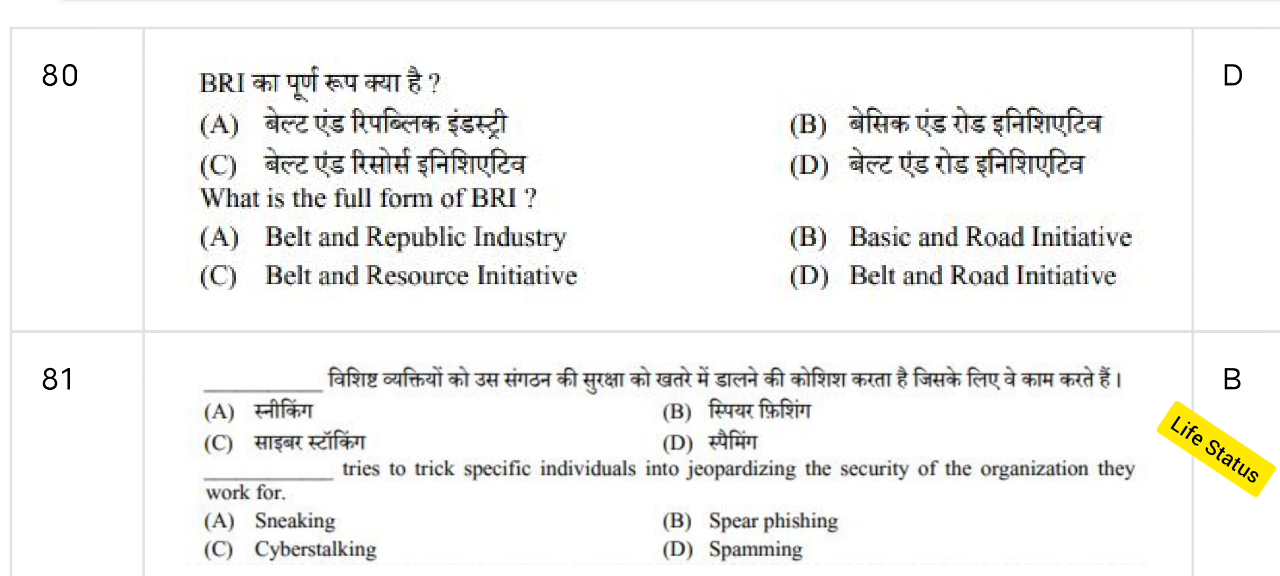 80
BRI का पूर्ण रूप क्या है ?
(A) बेल्ट एंड रिपब्लिक इंडस्ट्री (B) बेसिक एंड रोड इनिशिएटिव
(C) बेल्ट एंड रिसोर्स इनिशिएटिव (D) बेल्ट एंड रोड इनिशिएटिव
What is the full form of BRI ?
(A) Belt and Republic Industry (B) Basic and Road Initiative
(C) Belt and Resource Initiative (D) Belt and Road Initiative
D
81
____________ विशिष्ट व्यक्तियों को उस संगठन की सुरक्षा को खतरे में डालने की कोशिश करता है जिसके लिए वे काम करते हैं।
(A) स्नीकिंग (B) स्पियर फ़िशिंग
(C) साइबर स्टॉकिंग (D) स्पैमिंग
____________ tries to trick specific individuals into jeopardizing the security of the organization they
work for.
(A) Sneaking (B) Spear phishing
(C) Cyberstalking (D) Spamming
B
Life Status